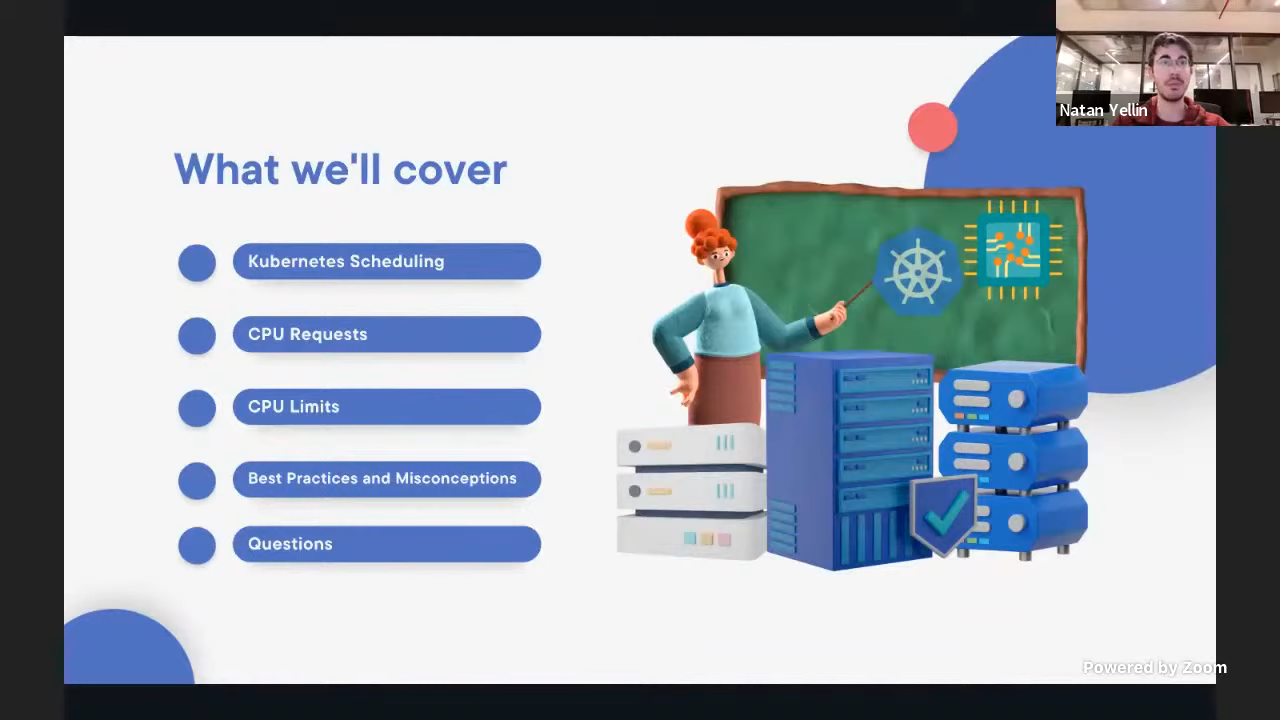 Natan Yellin
What we'll cover
Kubernetes Scheduling
CPU Requests
CPU Limits
Best Practices and Misconceptions
Questions
Powered by Zoom